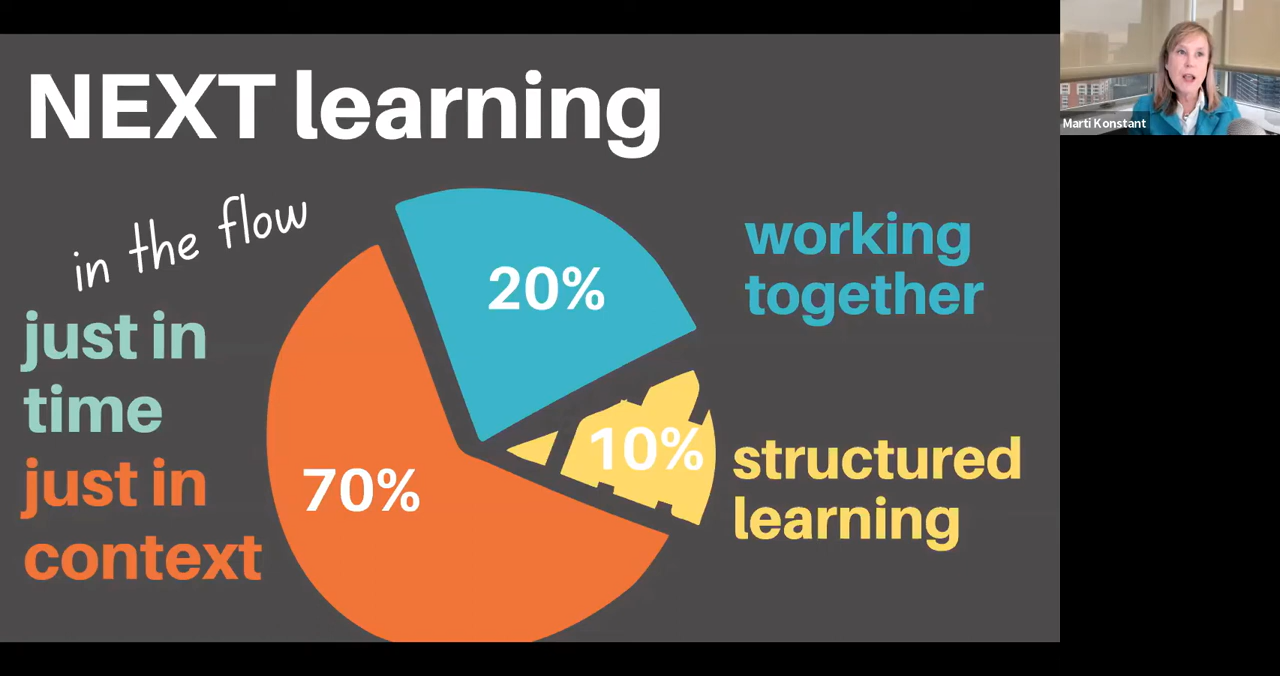 NEXT learning
in the flow
just in
time
just in
context
70%
20%
10%
working
together
structured
learning
Marti Konstant